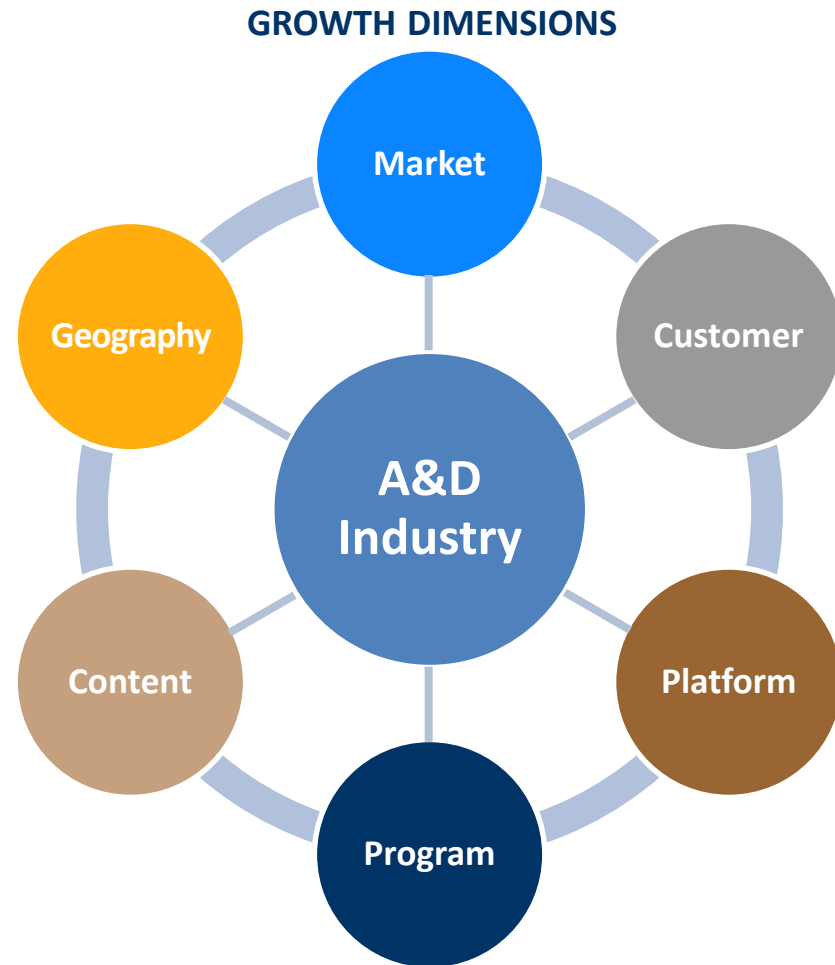 GROWTH DIMENSIONS
Market
Geography
Customer
A&D
Industry
Content
Platform
Program